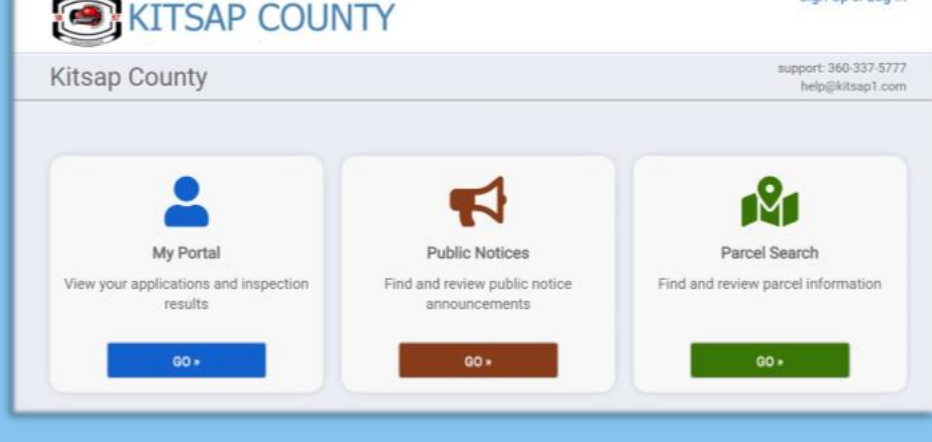 KITSAP COUNTY
Kitsap County
support: 360-337-5777
help@kitsap1.com
My Portal
View your applications and inspection
results
GO »
Public Notices
Find and review public notice
announcements
GO »
Parcel Search
Find and review parcel information
GO »